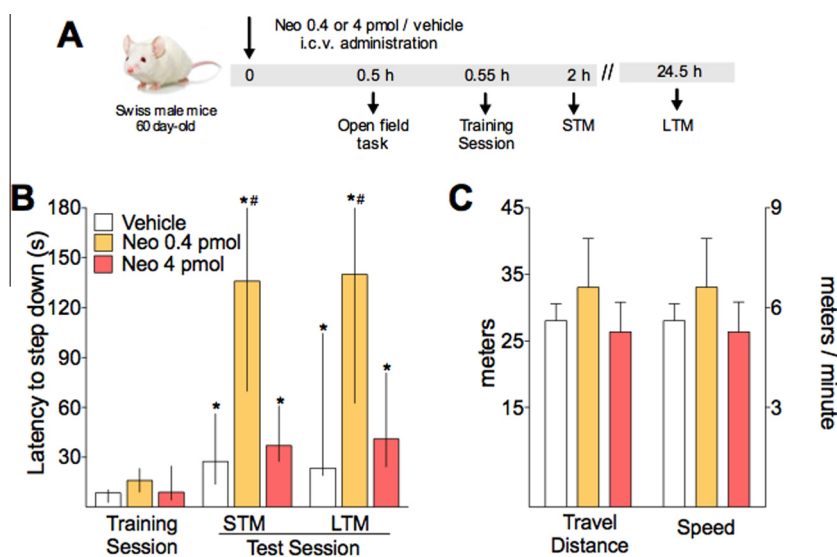 A
Neo 0.4 or 4 pmol / vehicle
i.c.v. administration
0
0.5 h
0.55 h
2 h
//
24.5 h
Swiss male mice
60 day-old
Open field
task
Training
Session
STM
LTM
B
Latency to step down (s)
180
150
120
90
60
30
Vehicle
Neo 0.4 pmol
Neo 4 pmol
*
*#
*
*
*#
*
Training
Session
STM
LTM
Test Session
C
meters
45
35
25
15
9
6
3
meters / minute
Travel
Distance
Speed